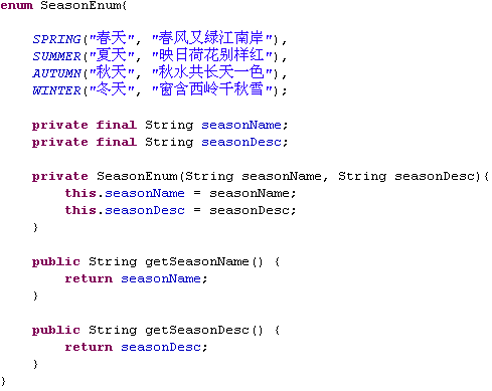 enum SeasonEnum{
SPRING("春天", "春风又绿江南岸"),
SUMMER("夏天", "映日荷花别样红"),
AUTUMN("秋天", "秋水共长天一色"),
WINTER("冬天", "窗含西岭千秋雪");
private final String seasonName;
private final String seasonDesc;
private SeasonEnum(String seasonName, String seasonDesc){
this.seasonName = seasonName;
this.seasonDesc = seasonDesc;
}
public String getSeasonName() {
return seasonName;
}
public String getSeasonDesc() {
return seasonDesc;
}
}